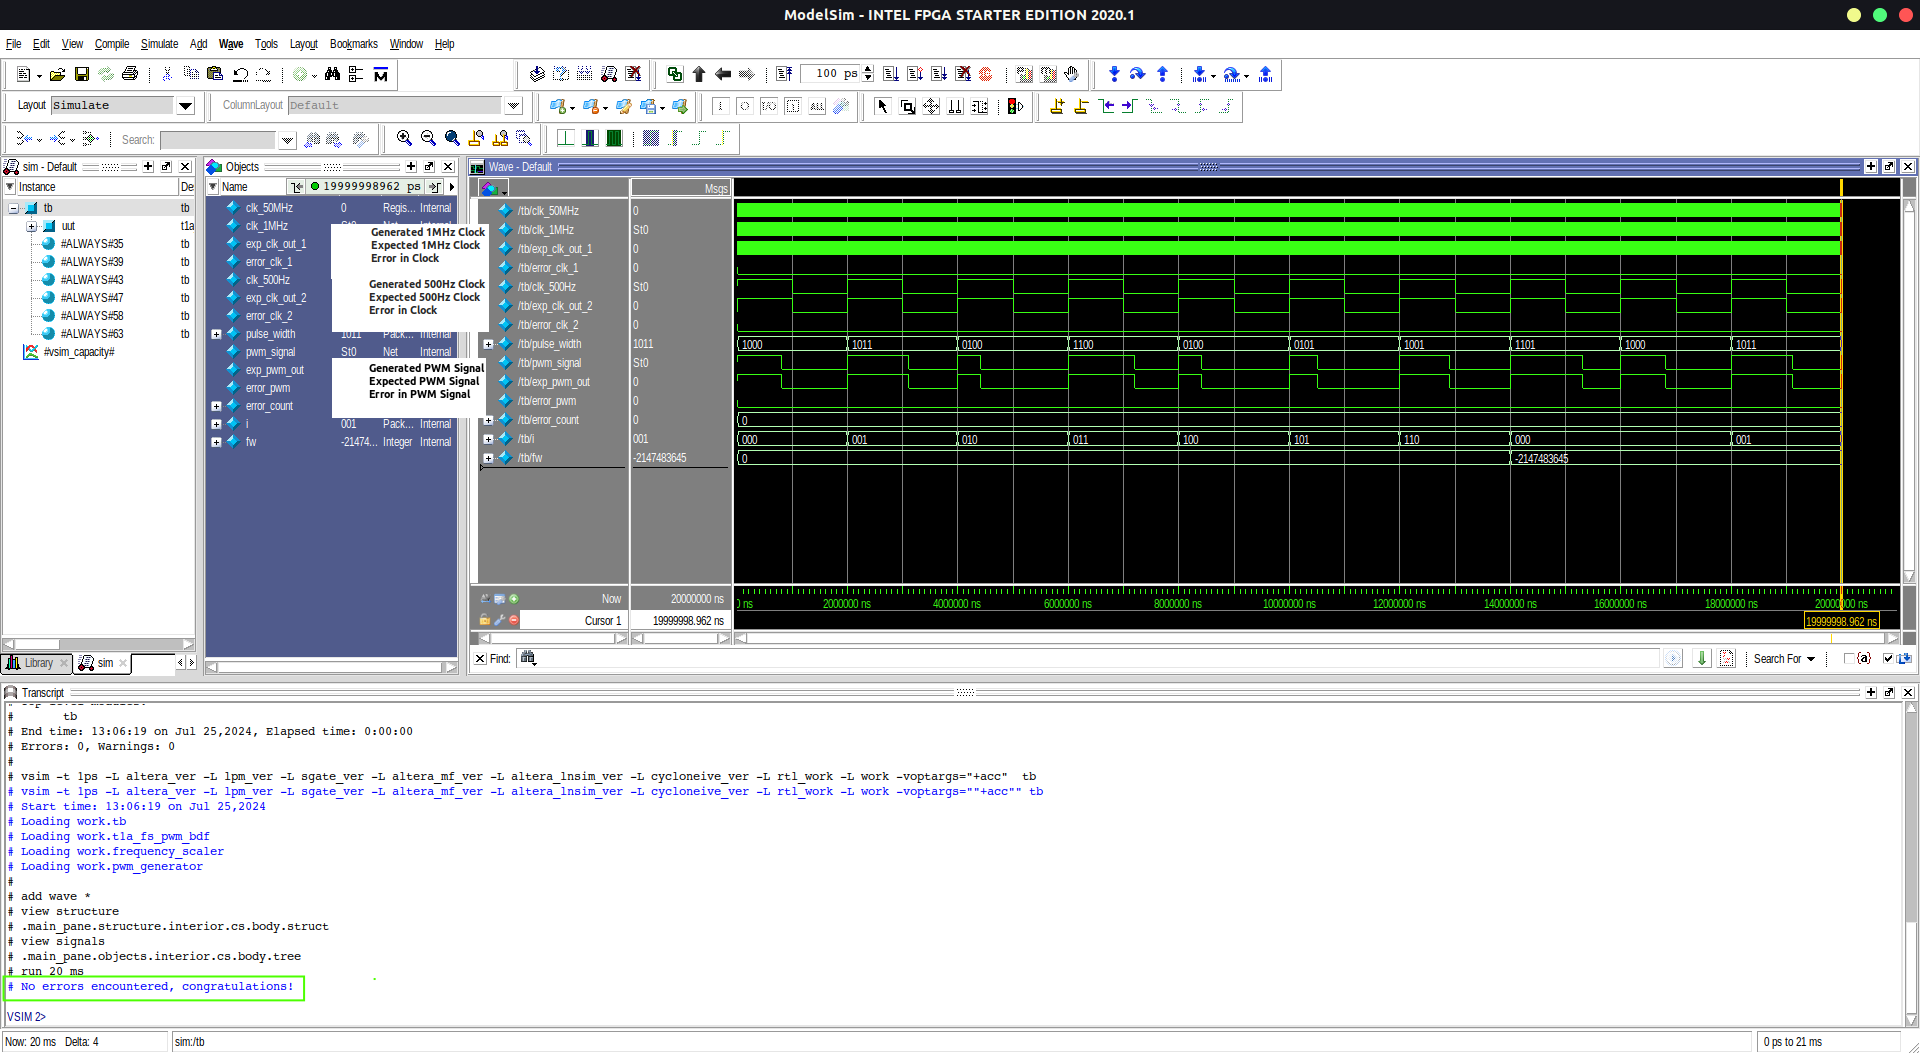 ModelSim - INTEL FPGA STARTER EDITION 2020.1
File Edit View Compile Simulate Add Wave Tools Layout Bookmarks Window Help
100 ps
Layout Simulate ColumnLayout Default
Search:
sim - Default
Instance De
tb tb
uut t1a
#ALWAYS#35 tb
#ALWAYS#39 tb
#ALWAYS#43 tb
#ALWAYS#47 tb
#ALWAYS#58 tb
#ALWAYS#63 tb
#vsim_capacity#
Library sim
Objects
Name 19999998962 ps
clk_50MHz 0 Regis... Internal
clk_1MHz
exp_clk_out_1
error_clk_1
clk_500Hz
exp_clk_out_2
error_clk_2
pulse_width 1011 Pack... Internal
pwm_signal St0 Net Internal
exp_pwm_out
error_pwm
error_count
i 001 Pack... Internal
fw -21474... Integer Internal
Generated 1MHz Clock
Expected 1MHz Clock
Error in Clock
Generated 500Hz Clock
Expected 500Hz Clock
Error in Clock
Generated PWM Signal
Expected PWM Signal
Error in PWM Signal
Wave - Default
Msgs
/tb/clk_50MHz 0
/tb/clk_1MHz St0
/tb/exp_clk_out_1 0
/tb/error_clk_1 0
/tb/clk_500Hz St0
/tb/exp_clk_out_2 0
/tb/error_clk_2 0
/tb/pulse_width 1011 1000 1011 0100 1100 0100 0101 1001 1101 1000 1011
/tb/pwm_signal St0
/tb/exp_pwm_out 0
/tb/error_pwm 0
/tb/error_count 0 0
/tb/i 001 000 001 010 011 100 101 110 000 001
/tb/fw -2147483645 0 -2147483645
Now 20000000 ns ns 2000000 ns 4000000 ns 6000000 ns 8000000 ns 10000000 ns 12000000 ns 14000000 ns 16000000 ns 18000000 ns 20000000 ns
Cursor 1 19999998.962 ns 19999998.962 ns
Find: Search For
Transcript
# tb
# End time: 13:06:19 on Jul 25,2024, Elapsed time: 0:00:00
# Errors: 0, Warnings: 0
#
# vsim -t 1ps -L altera_ver -L lpm_ver -L sgate_ver -L altera_mf_ver -L altera_lnsim_ver -L cycloneive_ver -L rtl_work -L work -voptargs="+acc" tb
# vsim -t 1ps -L altera_ver -L lpm_ver -L sgate_ver -L altera_mf_ver -L altera_lnsim_ver -L cycloneive_ver -L rtl_work -L work -voptargs=""+acc"" tb
# Start time: 13:06:19 on Jul 25,2024
# Loading work.tb
# Loading work.t1a_fs_pwm_bdf
# Loading work.frequency_scaler
# Loading work.pwm_generator
#
# add wave *
# view structure
# .main_pane.structure.interior.cs.body.struct
# view signals
# .main_pane.objects.interior.cs.body.tree
# run 20 ms
# No errors encountered, congratulations!
VSIM 2>
Now: 20 ms Delta: 4 sim:/tb 0 ps to 21 ms